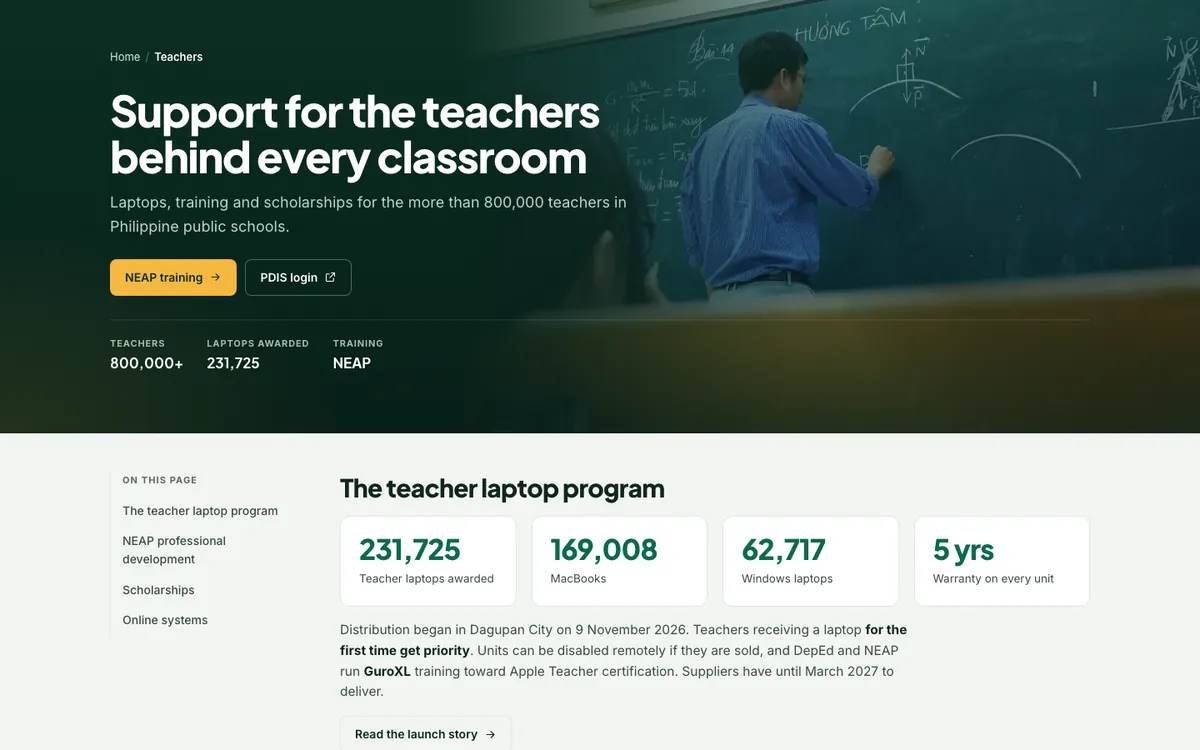 Home / Teachers
Support for the teachers
behind every classroom
Laptops, training and scholarships for the more than 800,000 teachers in
Philippine public schools.
NEAP training →
PDIS login
TEACHERS
800,000+
LAPTOPS AWARDED
231,725
TRAINING
NEAP
Bài 14
HƯỚNG TÂM
N
P
ON THIS PAGE
The teacher laptop program
NEAP professional
development
Scholarships
Online systems
The teacher laptop program
231,725
Teacher laptops awarded
169,008
MacBooks
62,717
Windows laptops
5 yrs
Warranty on every unit
Distribution began in Dagupan City on 9 November 2026. Teachers receiving a laptop for the
first time get priority. Units can be disabled remotely if they are sold, and DepEd and NEAP
run GuroXL training toward Apple Teacher certification. Suppliers have until March 2027 to
deliver.
Read the launch story →